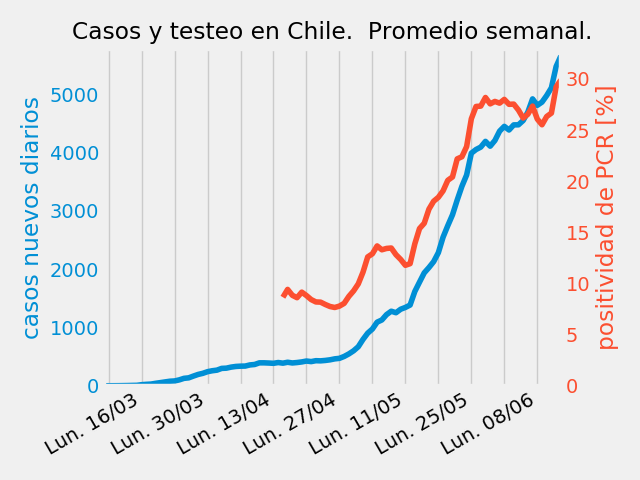 Casos y testeo en Chile.  Promedio semanal.
casos nuevos diarios
5000
4000
3000
2000
1000
0
30
25
20
15
10
5
0
positividad de PCR [%]
Lun. 16/03
Lun. 30/03
Lun. 13/04
Lun. 27/04
Lun. 11/05
Lun. 25/05
Lun. 08/06